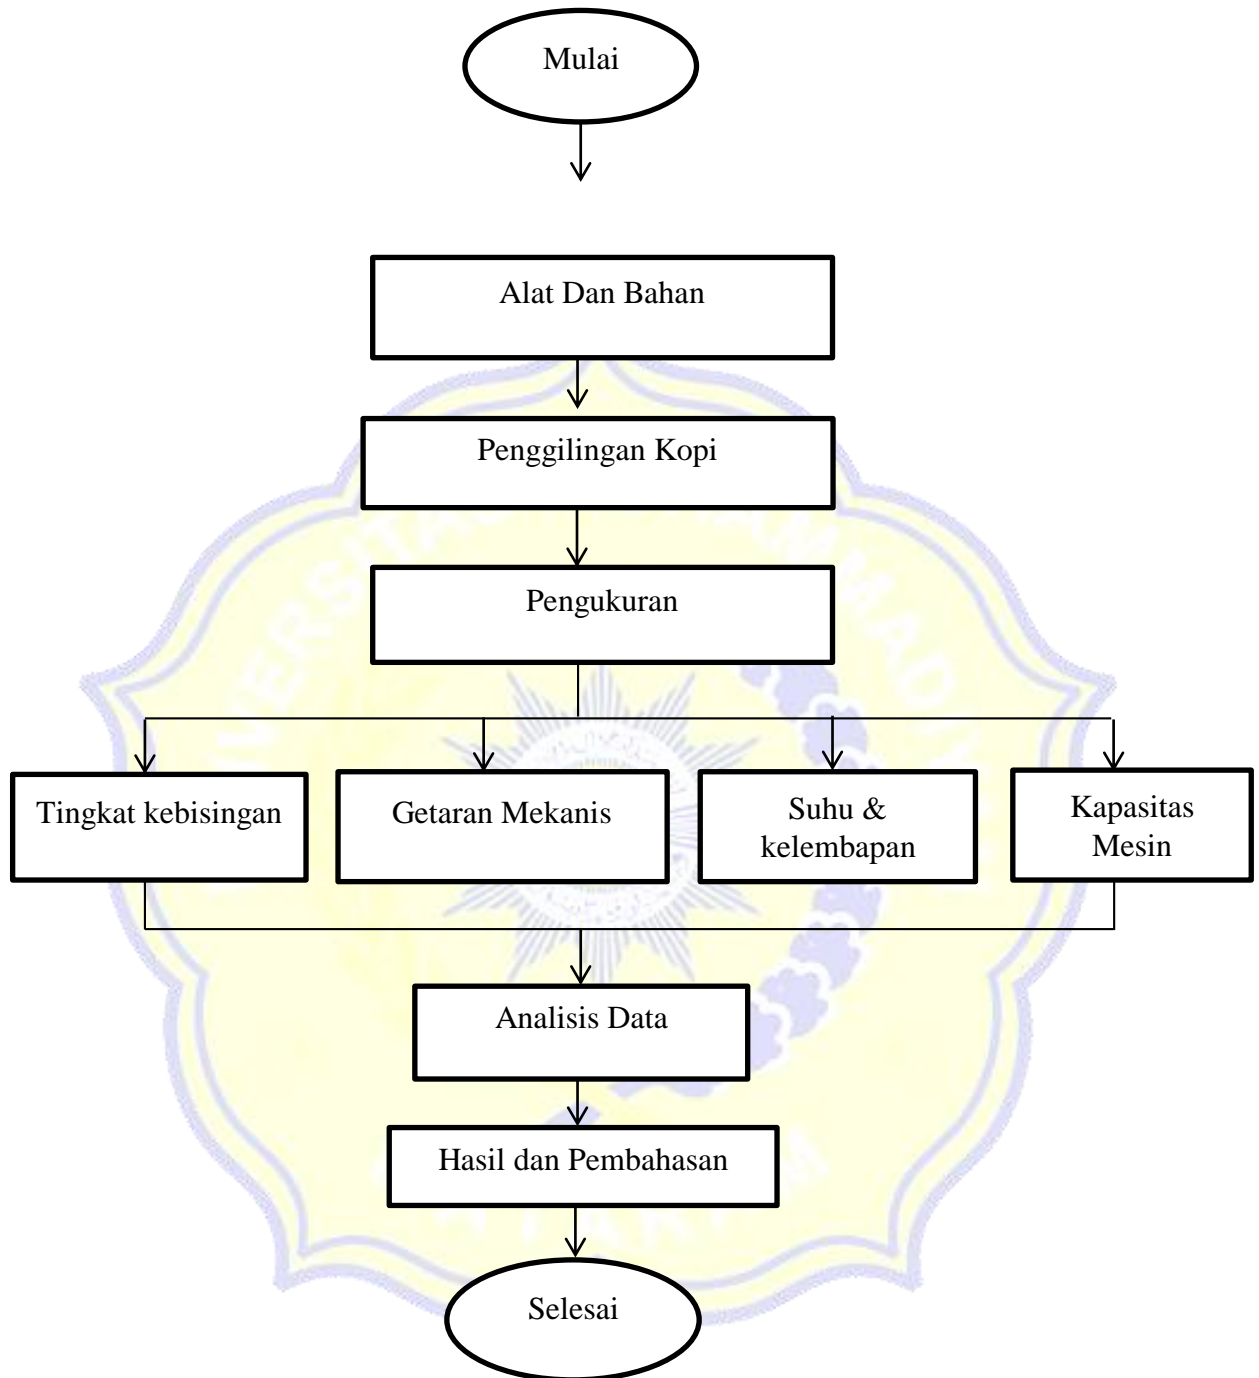 Mulai
Alat Dan Bahan
Penggilingan Kopi
Pengukuran
Tingkat kebisingan
Getaran Mekanis
Suhu &
kelembapan
Kapasitas
Mesin
Analisis Data
Hasil dan Pembahasan
Selesai